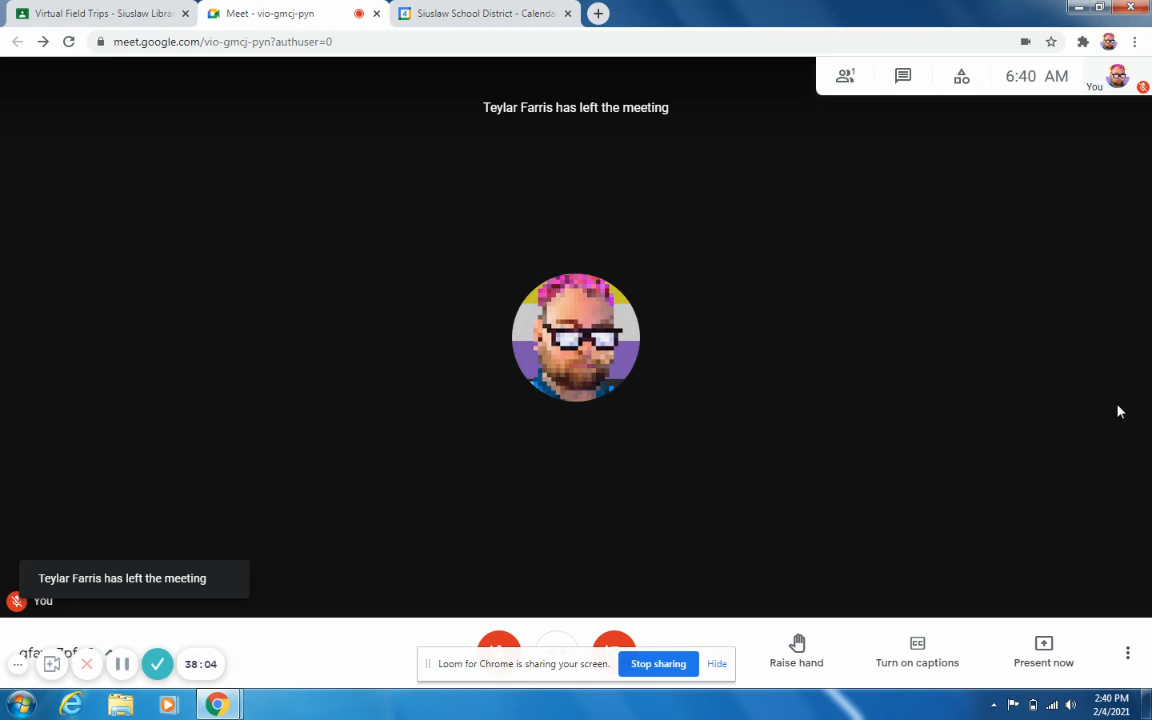 Virtual Field Trips - Siuslaw Libra
Meet - vio-gmcj-pyn
Siuslaw School District - Calenda
meet.google.com/vio-gmcj-pyn?authuser=0
1
6:40 AM
You
Teylar Farris has left the meeting
Teylar Farris has left the meeting
You
38:04
Loom for Chrome is sharing your screen.
Stop sharing
Hide
Raise hand
Turn on captions
Present now
2:40 PM
2/4/2021